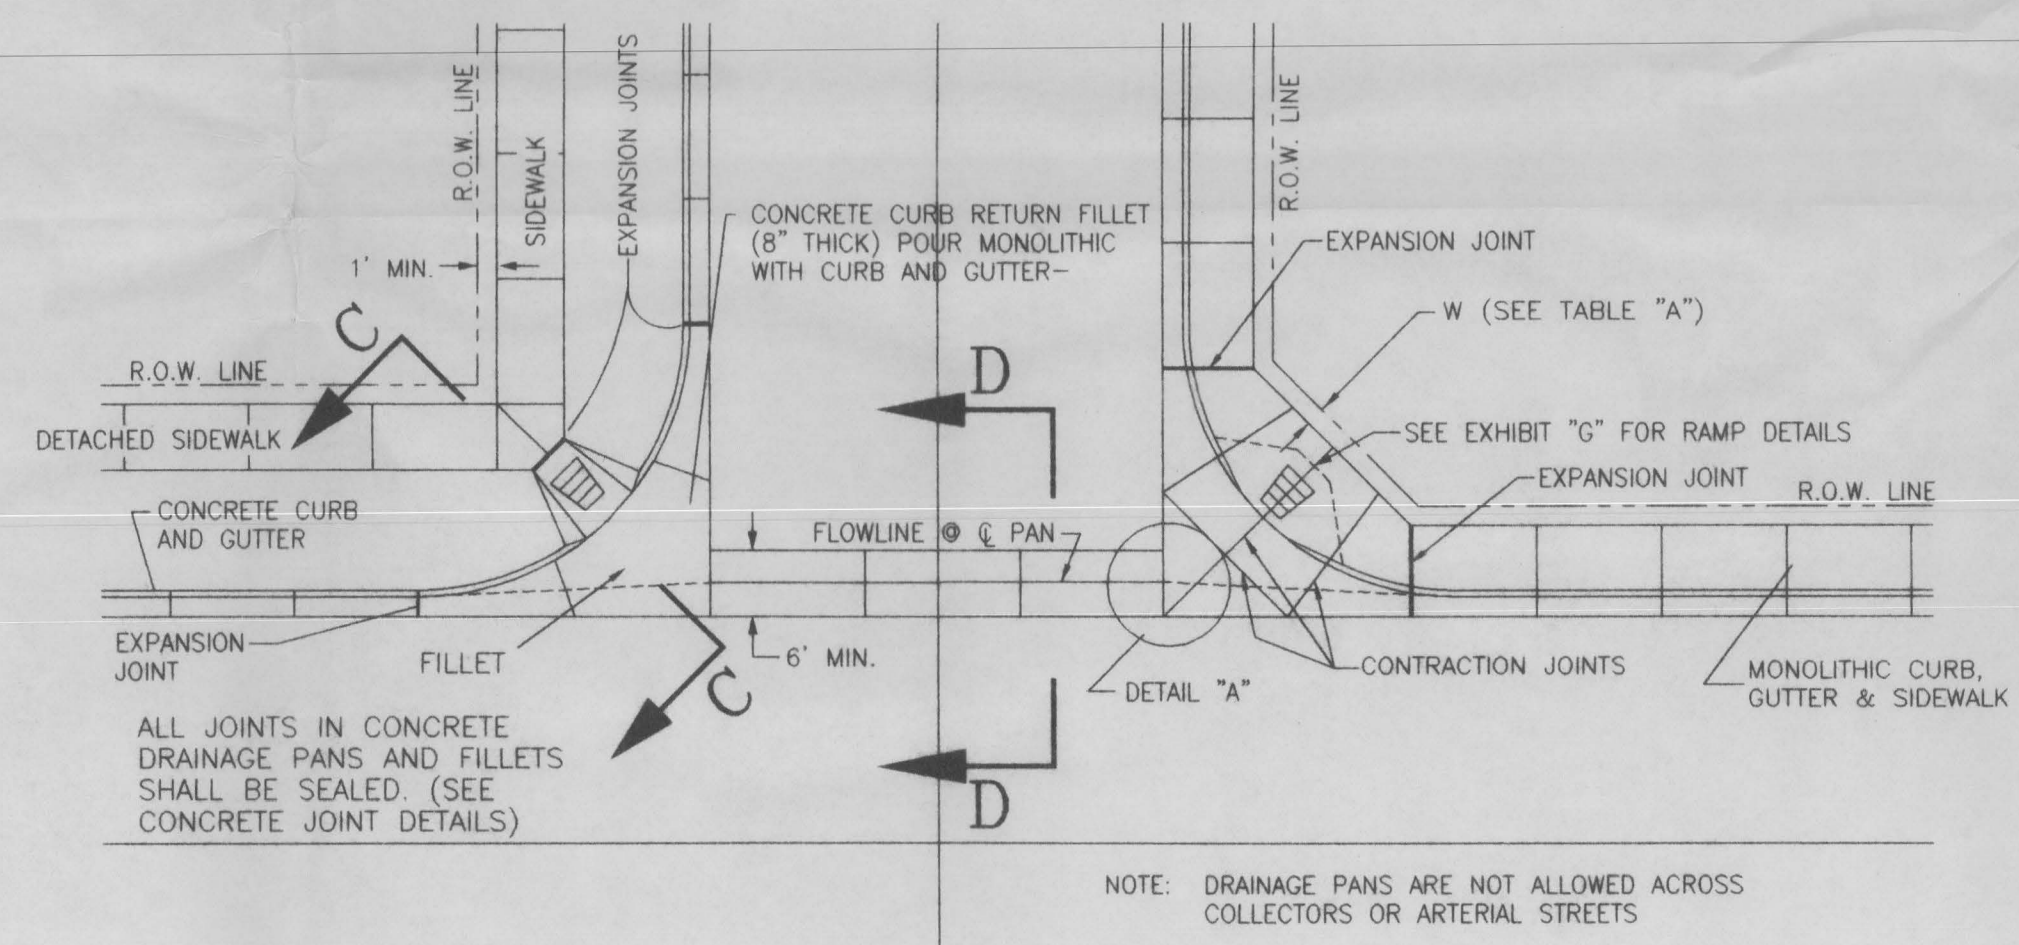 R.O.W. LINE
SIDEWALK
EXPANSION JOINTS
1' MIN.
CONCRETE CURB RETURN FILLET
(8" THICK) POUR MONOLITHIC
WITH CURB AND GUTTER-
R.O.W. LINE
EXPANSION JOINT
W (SEE TABLE "A")
C
R.O.W. LINE
D
DETACHED SIDEWALK
SEE EXHIBIT "G" FOR RAMP DETAILS
EXPANSION JOINT
R.O.W. LINE
CONCRETE CURB
AND GUTTER
FLOWLINE @ ℄ PAN
EXPANSION
JOINT
FILLET
6' MIN.
C
DETAIL "A"
CONTRACTION JOINTS
MONOLITHIC CURB,
GUTTER & SIDEWALK
ALL JOINTS IN CONCRETE
DRAINAGE PANS AND FILLETS
SHALL BE SEALED. (SEE
CONCRETE JOINT DETAILS)
D
NOTE: DRAINAGE PANS ARE NOT ALLOWED ACROSS
COLLECTORS OR ARTERIAL STREETS